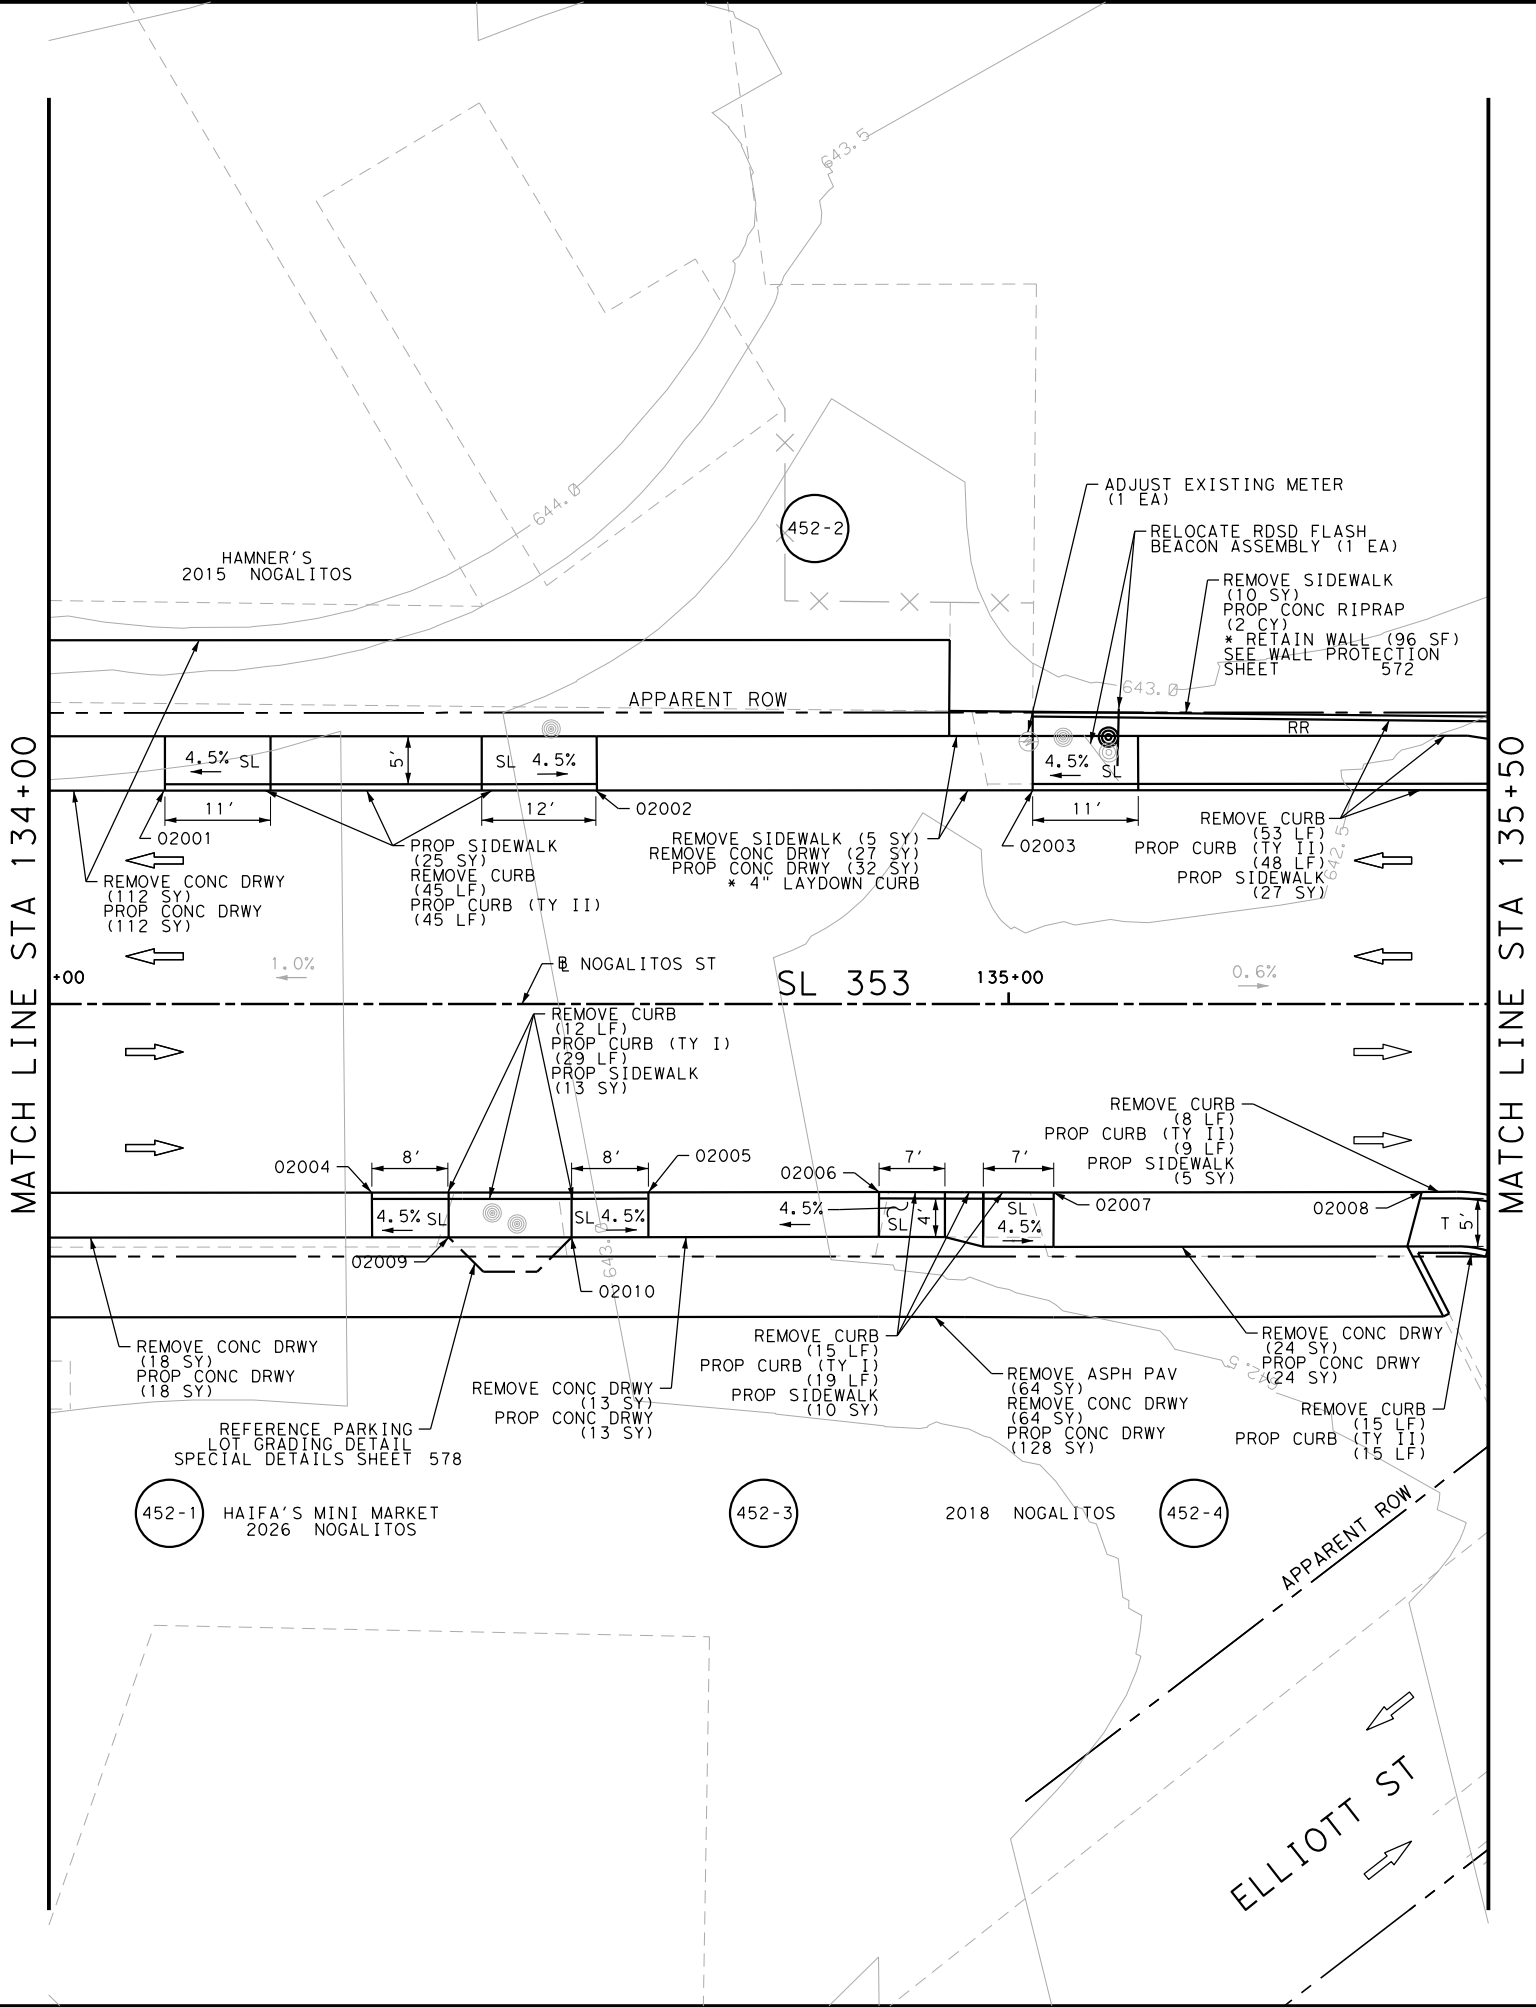 643.5
644.0
452-2
HAMNER'S
2015 NOGALITOS
ADJUST EXISTING METER
(1 EA)
RELOCATE RDSD FLASH
BEACON ASSEMBLY (1 EA)
REMOVE SIDEWALK
(10 SY)
PROP CONC RIPRAP
(2 CY)
* RETAIN WALL (96 SF)
SEE WALL PROTECTION
SHEET 572
643.0
APPARENT ROW
RR
4.5% SL
5'
SL 4.5%
4.5%
SL
11'
12'
11'
02001
02002
02003
PROP SIDEWALK
(25 SY)
REMOVE CURB
(45 LF)
PROP CURB (TY II)
(45 LF)
REMOVE SIDEWALK (5 SY)
REMOVE CONC DRWY (27 SY)
PROP CONC DRWY (32 SY)
* 4" LAYDOWN CURB
REMOVE CURB
(53 LF)
PROP CURB (TY II)
(48 LF)
PROP SIDEWALK
(27 SY)
642.5
REMOVE CONC DRWY
(112 SY)
PROP CONC DRWY
(112 SY)
MATCH LINE STA 134+00
MATCH LINE STA 135+50
+00
1.0%
℄ NOGALITOS ST
SL 353
135+00
0.6%
REMOVE CURB
(12 LF)
PROP CURB (TY I)
(29 LF)
PROP SIDEWALK
(13 SY)
REMOVE CURB
(8 LF)
PROP CURB (TY II)
(9 LF)
PROP SIDEWALK
(5 SY)
02004
8'
8'
02005
02006
7'
7'
02007
02008
4.5% SL
SL 4.5%
4.5%
SL
4'
SL
4.5%
T
5'
02009
02010
643.0
REMOVE CONC DRWY
(18 SY)
PROP CONC DRWY
(18 SY)
REFERENCE PARKING
LOT GRADING DETAIL
SPECIAL DETAILS SHEET 578
REMOVE CONC DRWY
(13 SY)
PROP CONC DRWY
(13 SY)
REMOVE CURB
(15 LF)
PROP CURB (TY I)
(19 LF)
PROP SIDEWALK
(10 SY)
REMOVE ASPH PAV
(64 SY)
REMOVE CONC DRWY
(64 SY)
PROP CONC DRWY
(128 SY)
REMOVE CONC DRWY
(24 SY)
PROP CONC DRWY
(24 SY)
642.5
REMOVE CURB
(15 LF)
PROP CURB (TY II)
(15 LF)
452-1
HAIFA'S MINI MARKET
2026 NOGALITOS
452-3
2018 NOGALITOS
452-4
APPARENT ROW
ELLIOTT ST